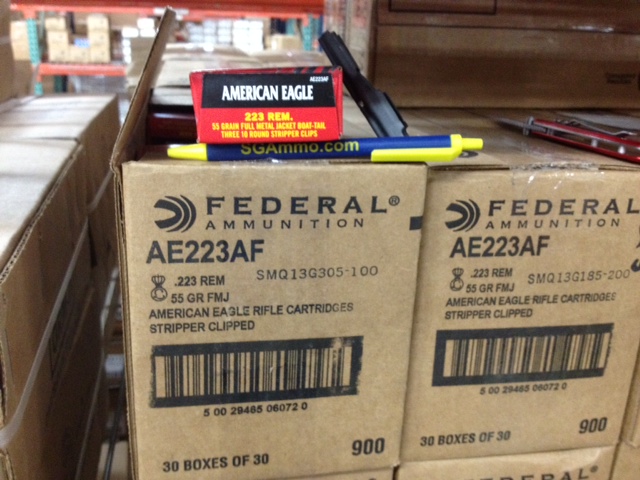 AE223AF
AMERICAN EAGLE
223 REM.
55 GRAIN FULL METAL JACKET BOAT-TAIL
THREE 10 ROUND STRIPPER CLIPS
SGAmmo.com
FEDERAL®
AMMUNITION
AE223AF
.223 REM
SMQ13G305-100
55 GR FMJ
AMERICAN EAGLE RIFLE CARTRIDGES
STRIPPER CLIPPED
5 00 29465 06072 0
30 BOXES OF 30
900
FEDERAL
AMMUNITION
AE223AF
.223 REM
SMQ13G185-200
55 GR FMJ
AMERICAN EAGLE RIFLE CARTRIDGES
STRIPPER CLIPPED
5 00 29465 06072 0
30 BOXES OF 30
900
FEDERAL